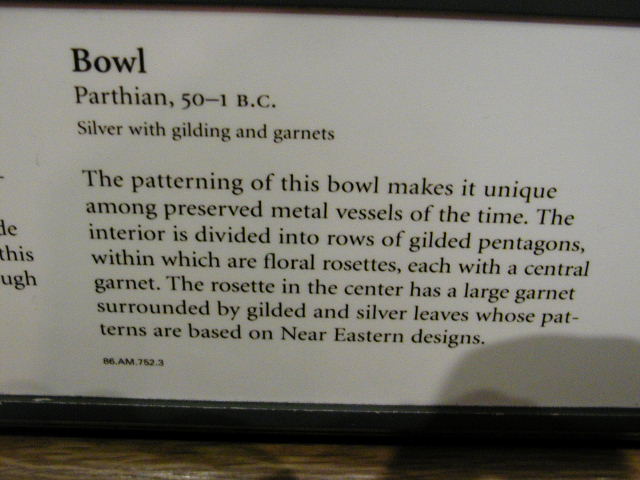 Bowl
Parthian, 50–1 B.C.
Silver with gilding and garnets
The patterning of this bowl makes it unique
among preserved metal vessels of the time. The
interior is divided into rows of gilded pentagons,
within which are floral rosettes, each with a central
garnet. The rosette in the center has a large garnet
surrounded by gilded and silver leaves whose pat-
terns are based on Near Eastern designs.
86.AM.752.3
this